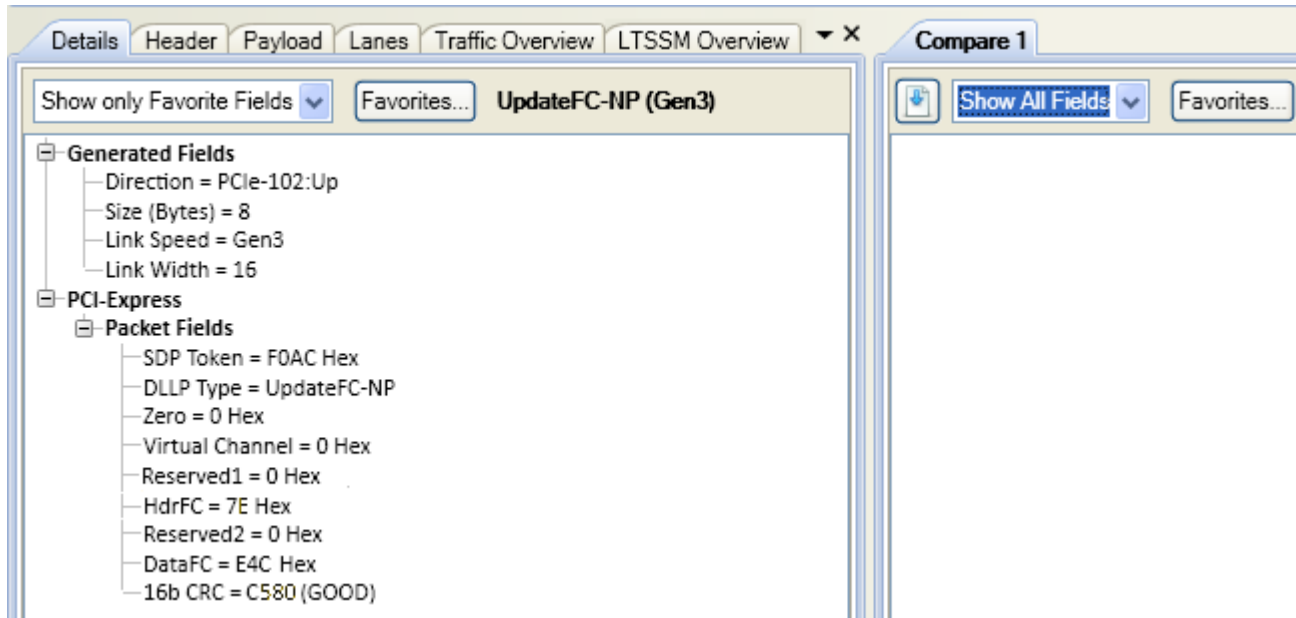 Details Header Payload Lanes Traffic Overview LTSSM Overview
Show only Favorite Fields Favorites... UpdateFC-NP (Gen3)
Generated Fields
Direction = PCIe-102:Up
Size (Bytes) = 8
Link Speed = Gen3
Link Width = 16
PCI-Express
Packet Fields
SDP Token = F0AC Hex
DLLP Type = UpdateFC-NP
Zero = 0 Hex
Virtual Channel = 0 Hex
Reserved1 = 0 Hex
HdrFC = 7E Hex
Reserved2 = 0 Hex
DataFC = E4C Hex
16b CRC = C580 (GOOD)
Compare 1
Show All Fields Favorites...